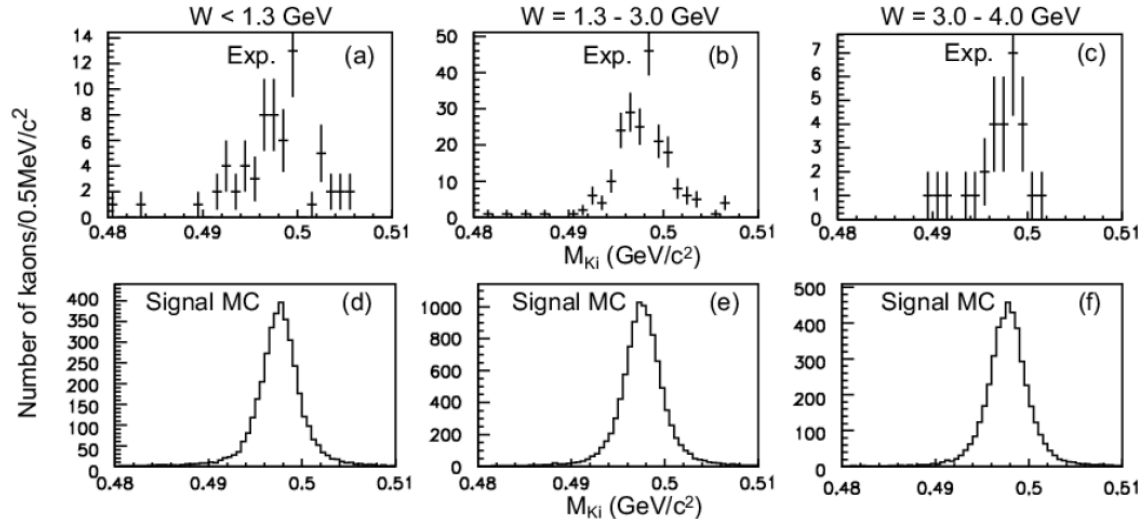 W < 1.3 GeV W = 1.3 - 3.0 GeV W = 3.0 - 4.0 GeV
14 Exp. (a) 50 Exp. (b) 7 Exp. (c)
12 40 6
10 5
8 30 4
6 20 3
4 2
2 10 1
0 0 0
0.48 0.49 0.5 0.51 0.48 0.49 0.5 0.51 0.48 0.49 0.5 0.51
M_Ki (GeV/c²)
Number of kaons/0.5MeV/c²
Signal MC (d) Signal MC (e) Signal MC (f)
400 1000 500
350 800 400
300 600 300
250 400 200
200 200 100
150 0 0
100
50
0
0.48 0.49 0.5 0.51 0.48 0.49 0.5 0.51 0.48 0.49 0.5 0.51
M_Ki (GeV/c²)